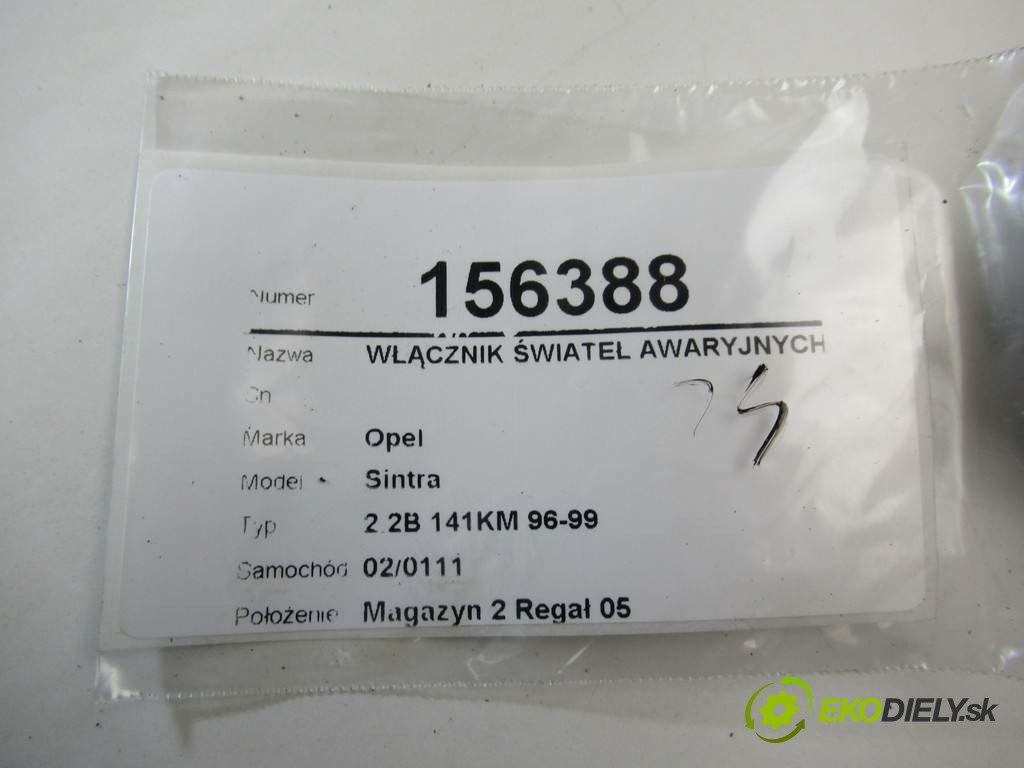 Numer 156388
Nazwa WŁĄCZNIK ŚWIATEŁ AWARYJNYCH
Cn
Marka Opel
Model Sintra
Typ 2.2B 141KM 96-99
Samochód 02/0111
Położenie Magazyn 2 Regał 05
EKODIELY.sk